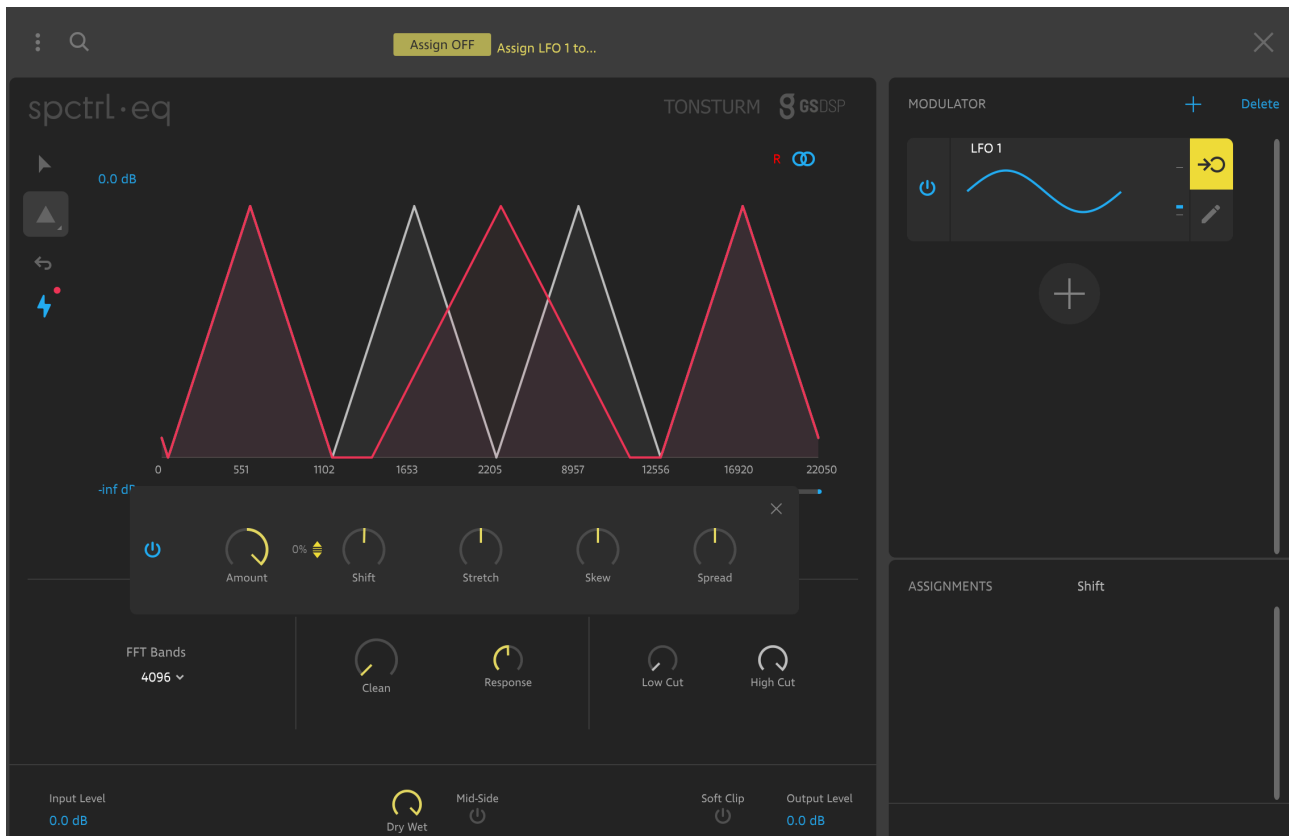 Assign OFF Assign LFO 1 to...
spctrl·eq
TONSTURM g GSDSP
R
0.0 dB
0 551 1102 1653 2205 8957 12556 16920 22050
-inf dB
0%
Amount Shift Stretch Skew Spread
FFT Bands
4096
Clean Response Low Cut High Cut
Input Level
0.0 dB
Dry Wet
Mid-Side
Soft Clip
Output Level
0.0 dB
MODULATOR + Delete
LFO 1
ASSIGNMENTS Shift